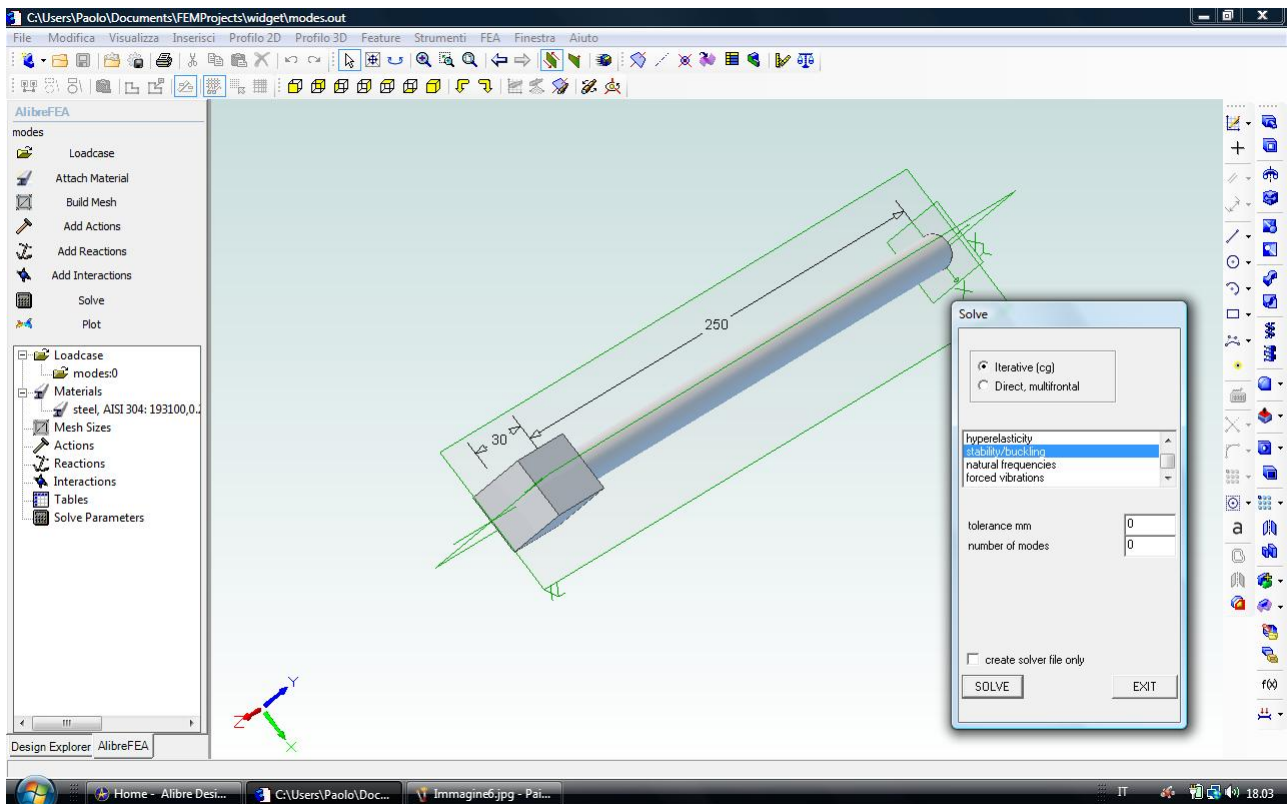 C:\Users\Paolo\Documents\FEMProjects\widget\modes.out
File Modifica Visualizza Inserisci Profilo 2D Profilo 3D Feature Strumenti FEA Finestra Aiuto
AlibreFEA
modes
Loadcase
Attach Material
Build Mesh
Add Actions
Add Reactions
Add Interactions
Solve
Plot
Loadcase
modes:0
Materials
steel, AISI 304: 193100,0.
Mesh Sizes
Actions
Reactions
Interactions
Tables
Solve Parameters
Design Explorer AlibreFEA
250
30
Y
Z
X
Solve
Iterative (cg)
Direct, multifrontal
hyperelasticity
stability/buckling
natural frequencies
forced vibrations
tolerance mm 0
number of modes 0
create solver file only
SOLVE EXIT
a
f(x)
Home - Alibre Desi... C:\Users\Paolo\Doc... Immagine6.jpg - Pai... IT 18.03